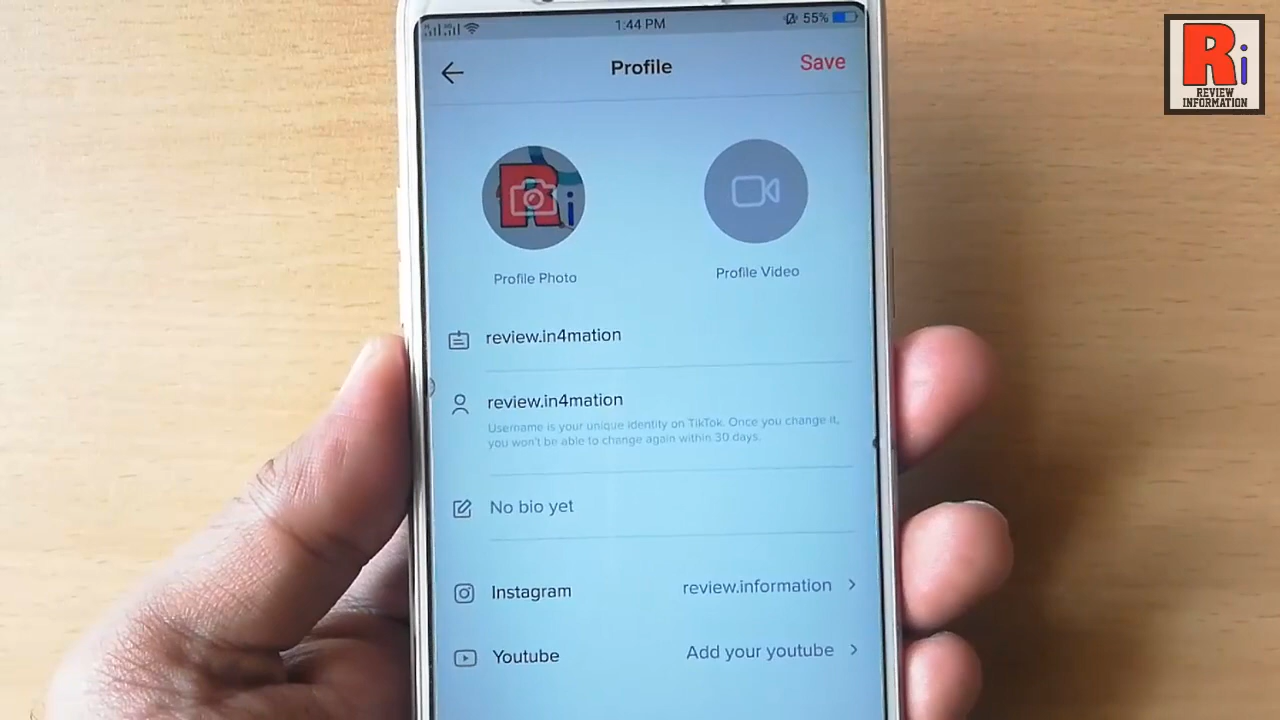 1:44 PM
55%
Profile
Save
Ri
REVIEW
INFORMATION
Ri
Profile Photo
Profile Video
review.in4mation
review.in4mation
Username is your unique identity on TikTok. Once you change it,
you won't be able to change again within 30 days.
No bio yet
Instagram
review.information
Youtube
Add your youtube